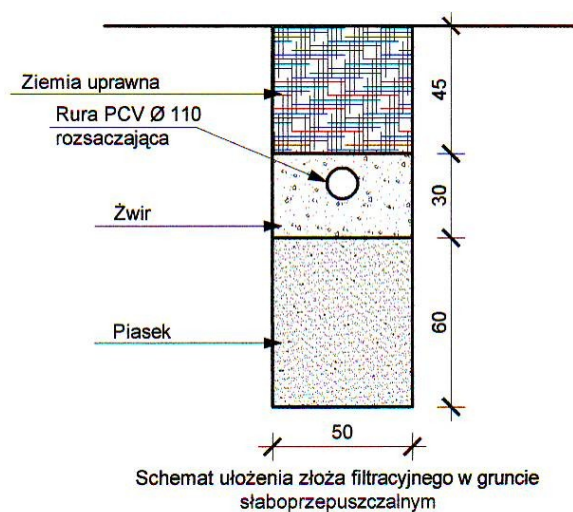 Ziemia uprawna
Rura PCV Ø 110
rozsaczająca
Żwir
Piasek
45
30
60
50
Schemat ułożenia złoża filtracyjnego w gruncie
słaboprzepuszczalnym